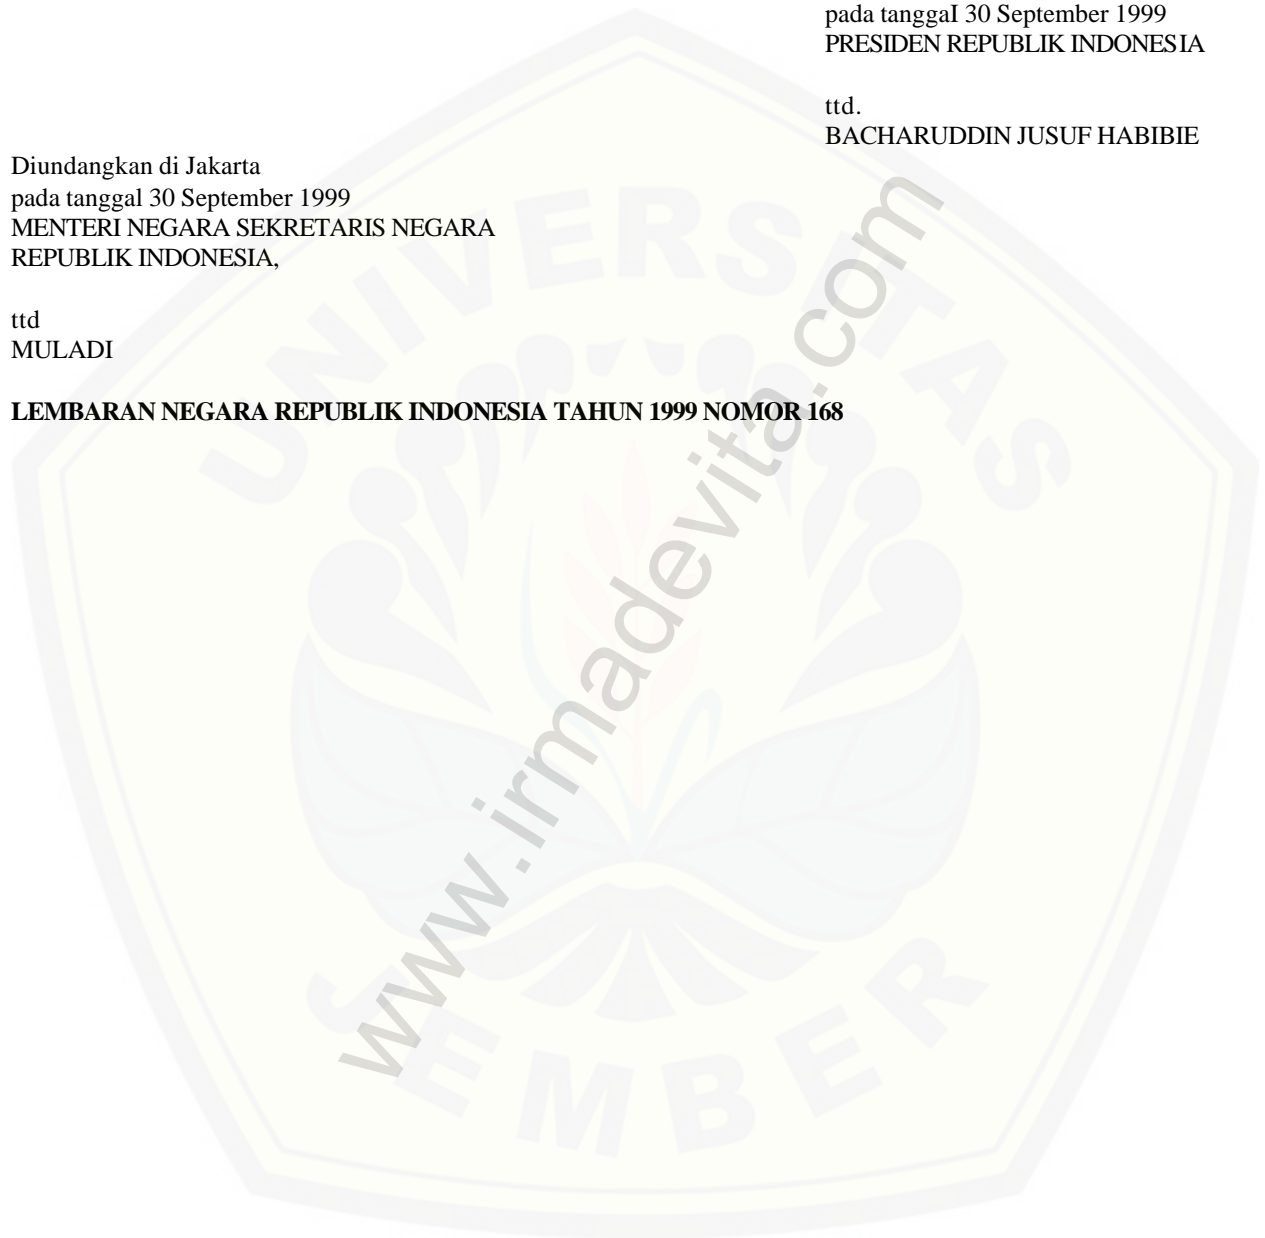 pada tanggaI 30 September 1999
PRESIDEN REPUBLIK INDONESIA
ttd.
BACHARUDDIN JUSUF HABIBIE
Diundangkan di Jakarta
pada tanggal 30 September 1999
MENTERI NEGARA SEKRETARIS NEGARA
REPUBLIK INDONESIA,
ttd
MULADI
LEMBARAN NEGARA REPUBLIK INDONESIA TAHUN 1999 NOMOR 168
www.irmadevita.com
UNIVERSITAS
JEMBER